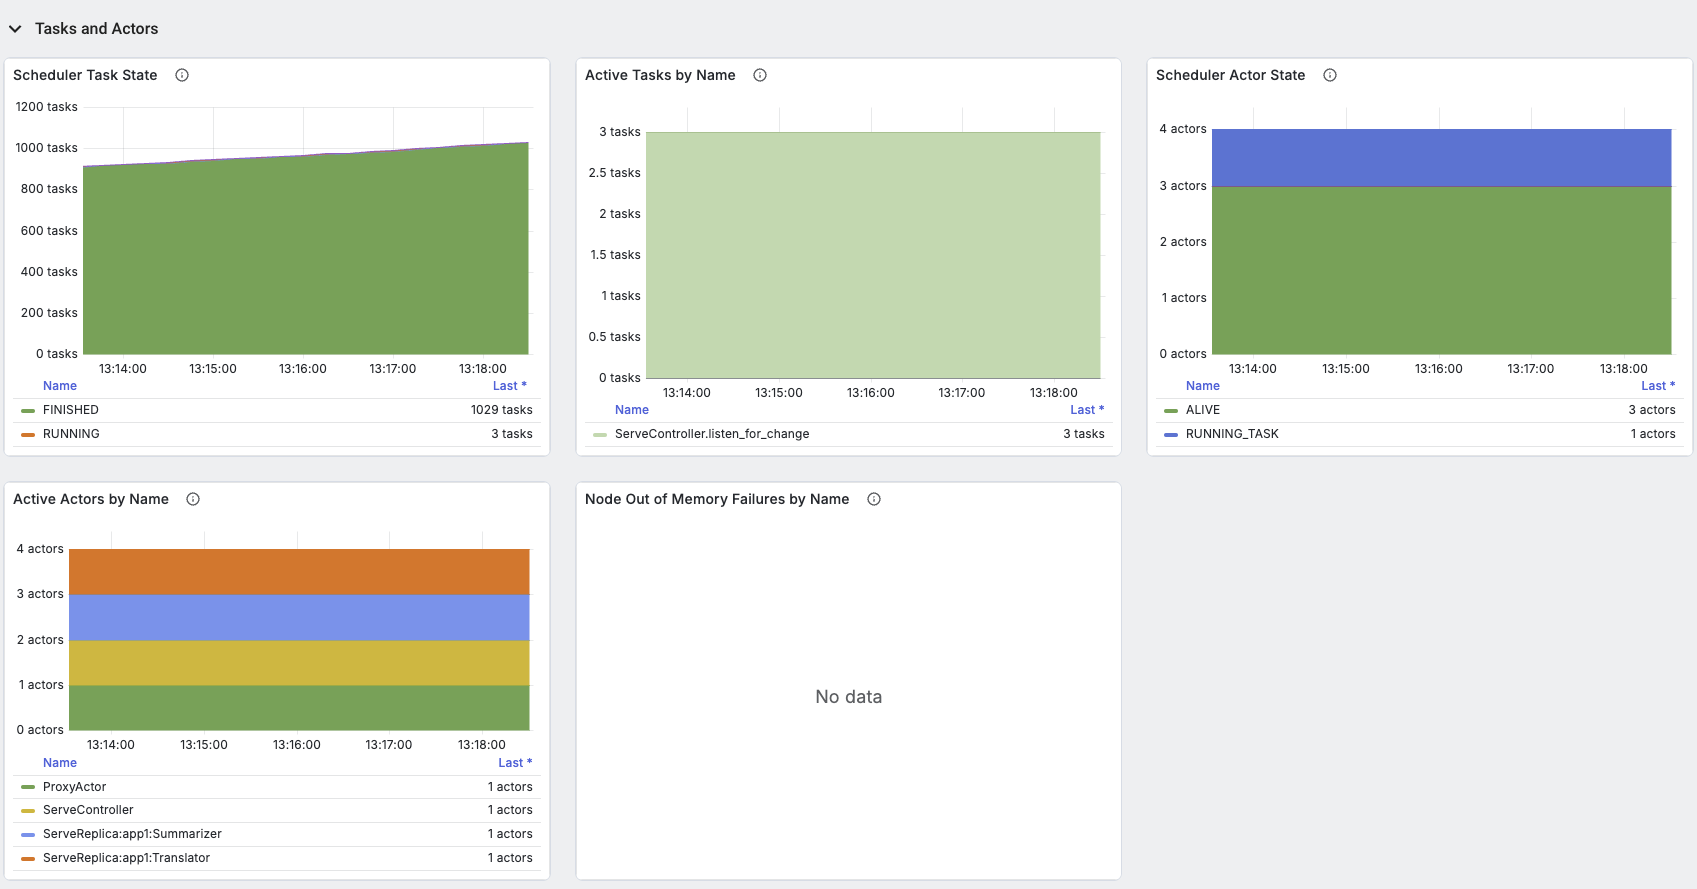 Tasks and Actors
Scheduler Task State
1200 tasks
1000 tasks
800 tasks
600 tasks
400 tasks
200 tasks
0 tasks
13:14:00 13:15:00 13:16:00 13:17:00 13:18:00
Name Last *
FINISHED 1029 tasks
RUNNING 3 tasks
Active Tasks by Name
3 tasks
2.5 tasks
2 tasks
1.5 tasks
1 tasks
0.5 tasks
0 tasks
13:14:00 13:15:00 13:16:00 13:17:00 13:18:00
Name Last *
ServeController.listen_for_change 3 tasks
Scheduler Actor State
4 actors
3 actors
2 actors
1 actors
0 actors
13:14:00 13:15:00 13:16:00 13:17:00 13:18:00
Name Last *
ALIVE 3 actors
RUNNING_TASK 1 actors
Active Actors by Name
4 actors
3 actors
2 actors
1 actors
0 actors
13:14:00 13:15:00 13:16:00 13:17:00 13:18:00
Name Last *
ProxyActor 1 actors
ServeController 1 actors
ServeReplica:app1:Summarizer 1 actors
ServeReplica:app1:Translator 1 actors
Node Out of Memory Failures by Name
No data